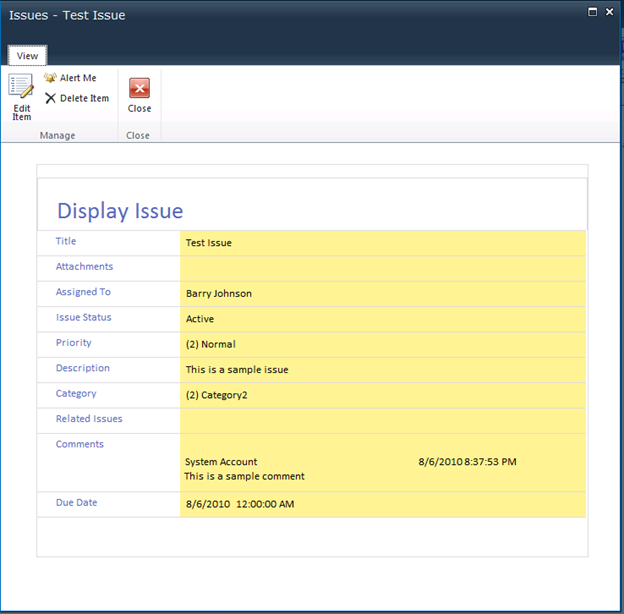 Issues - Test Issue
View
Edit Item
Alert Me
Delete Item
Close
Manage
Close
Display Issue
Title Test Issue
Attachments
Assigned To Barry Johnson
Issue Status Active
Priority (2) Normal
Description This is a sample issue
Category (2) Category2
Related Issues
Comments
System Account 8/6/2010 8:37:53 PM
This is a sample comment
Due Date 8/6/2010 12:00:00 AM